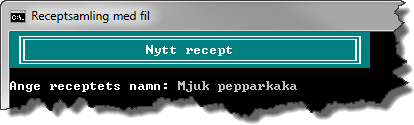 Receptsamling med fil
Nytt recept
Ange receptets namn: Mjuk pepparkaka